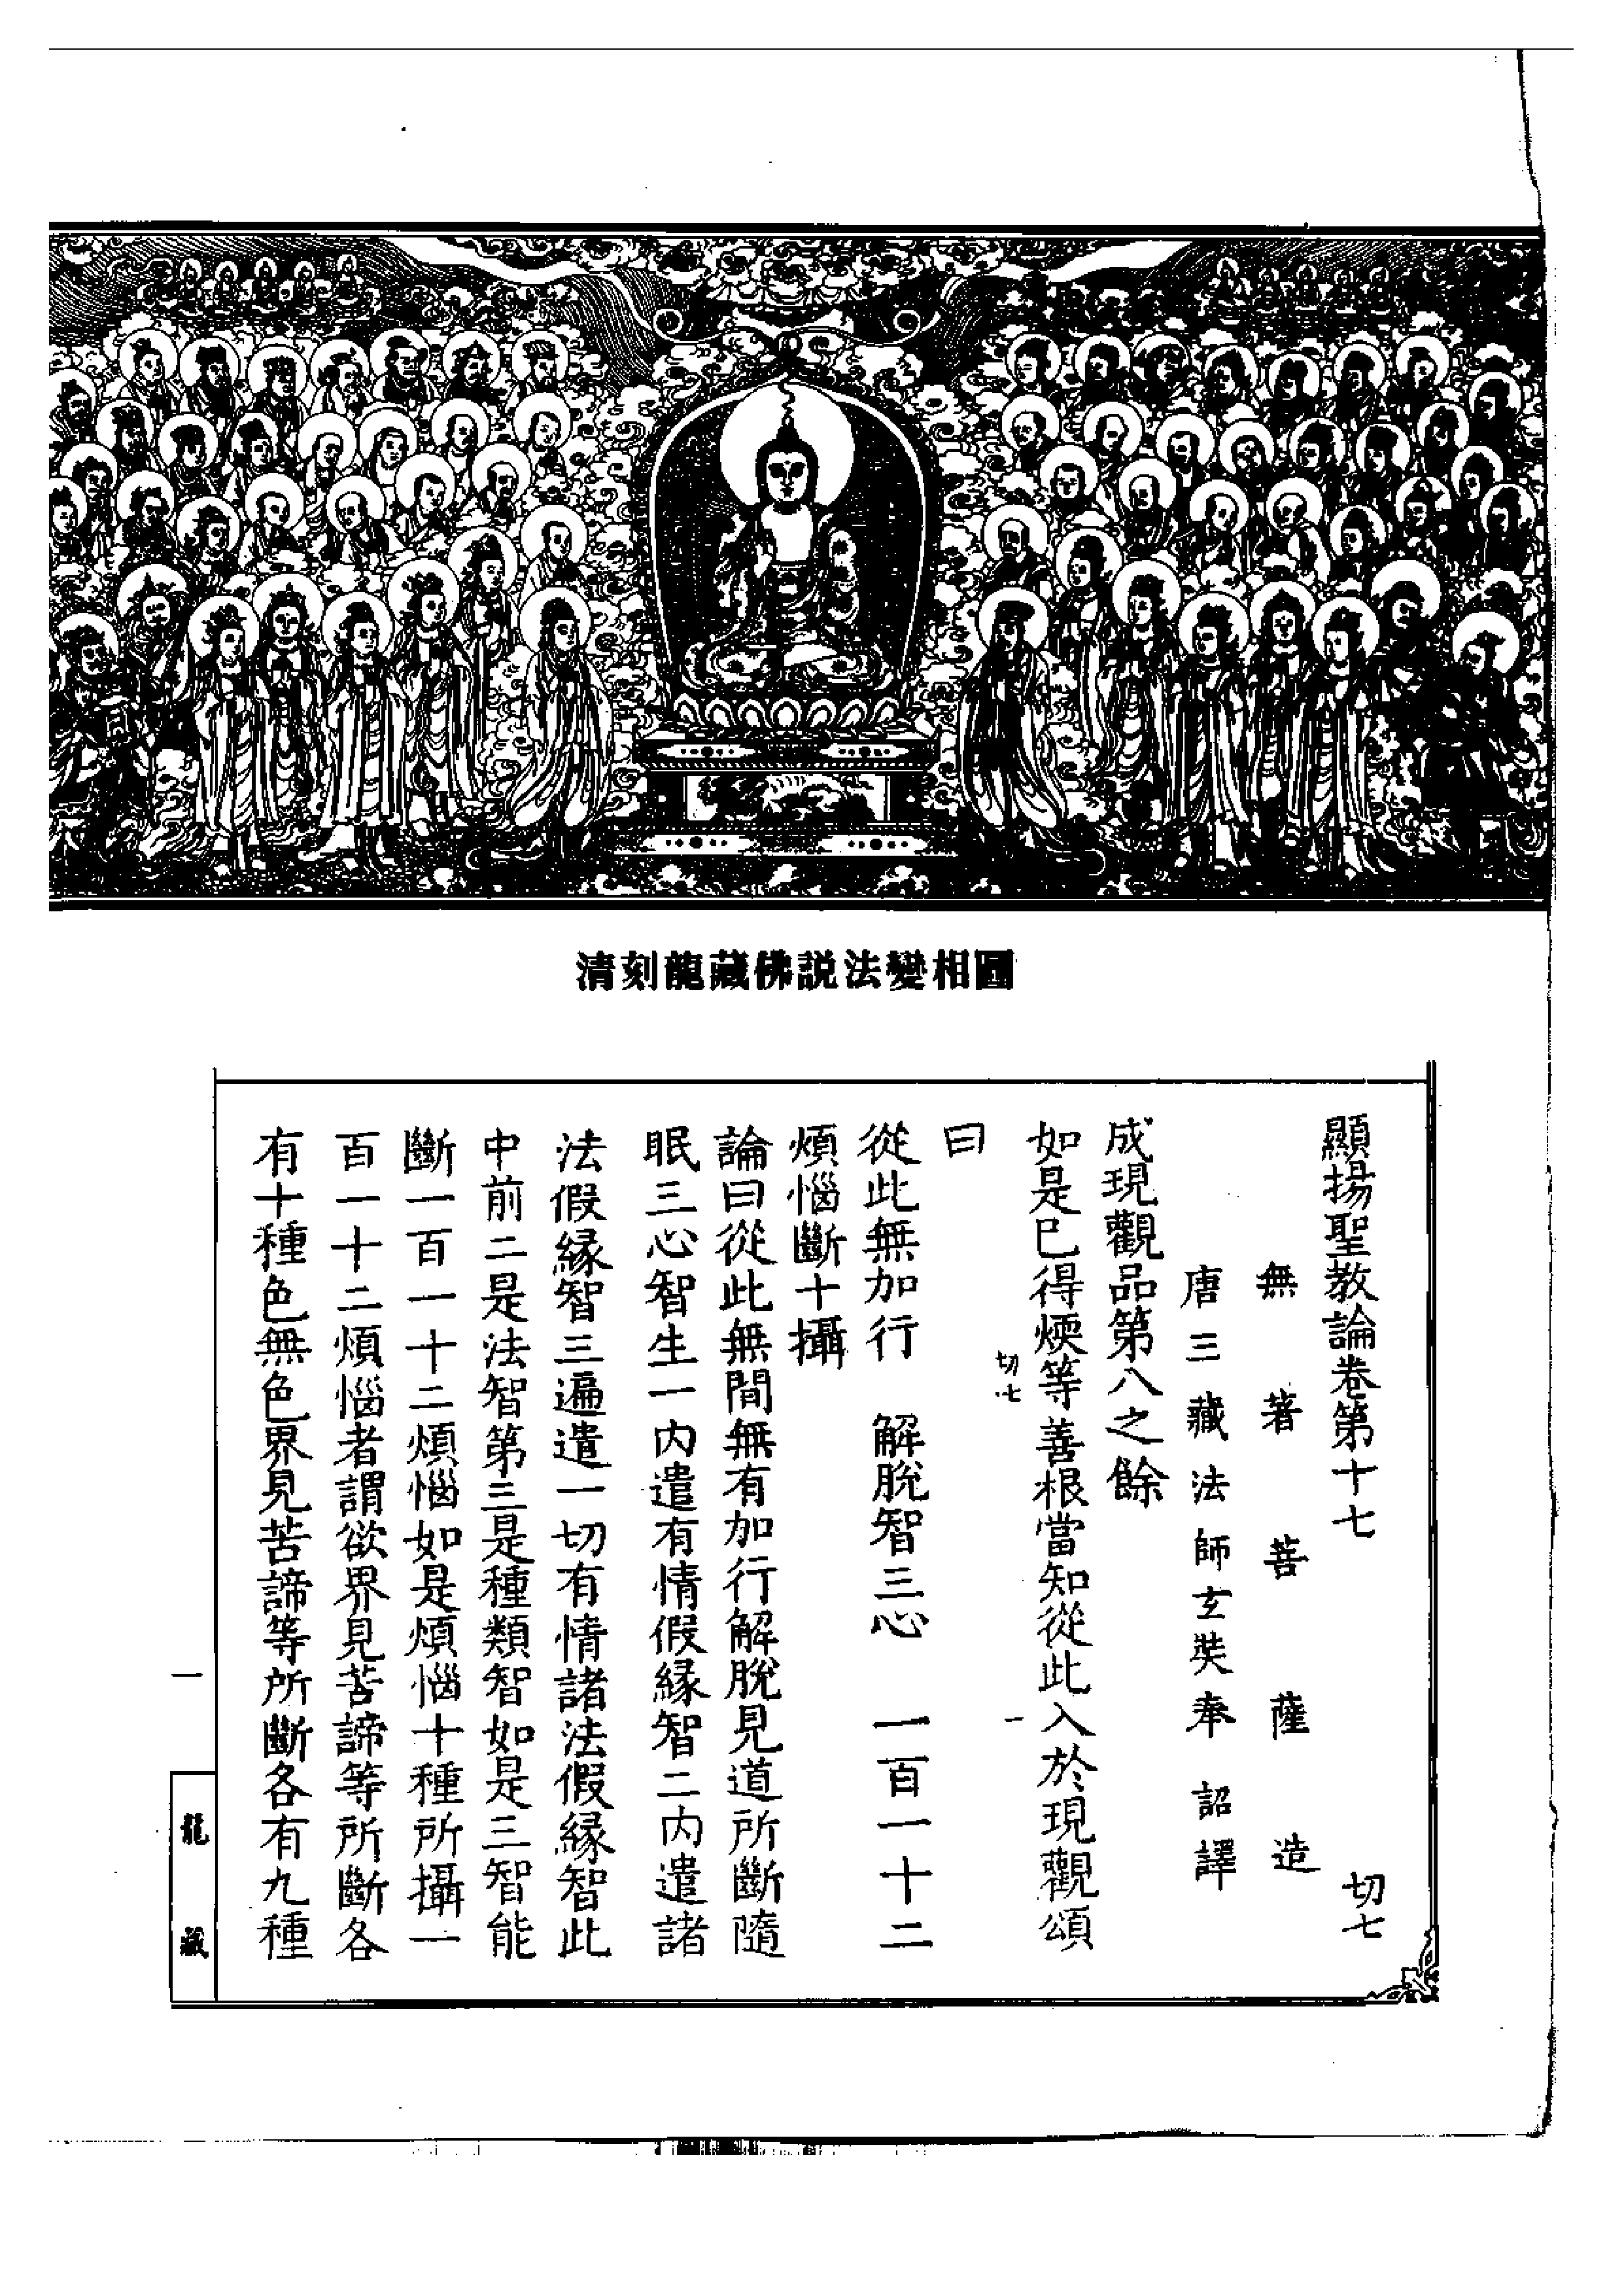 清刻龍藏佛説法變相圖
顯揚聖教論卷第十七 切七
無著菩薩造
唐三藏法師玄奘奉 詔譯
成現觀品第八之餘
如是巳得煗等善根當知從此入於現觀頌
切七 一
曰
從此無加行 解脫智三心 一百一十二
煩惱斷十攝
論曰從此無間無有加行解脫見道所斷隨
眠三心智生一内遣有情假縁智二内遣諸
法假縁智三遍遣一切有情諸法假縁智此
中前二是法智第三是種類智如是三智能
斷一百一十二煩惱如是煩惱十種所攝一
百一十二煩惱者謂欲界見苦諦等所斷各
有十種色無色界見苦諦等所斷各有九種
一
龍藏